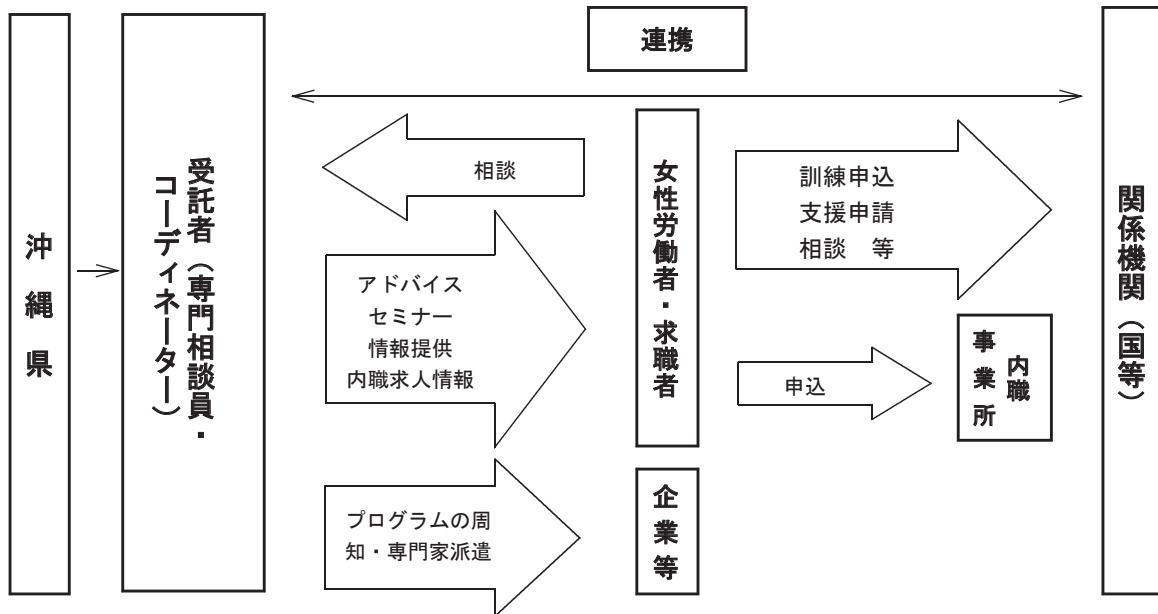 連携
沖縄県
受託者（専門相談員・
コーディネーター）
相談
アドバイス
セミナー
情報提供
内職求人情報
プログラムの周
知・専門家派遣
女性労働者・求職者
企業等
訓練申込
支援申請
相談　等
申込
内職
事業所
関係機関（国等）